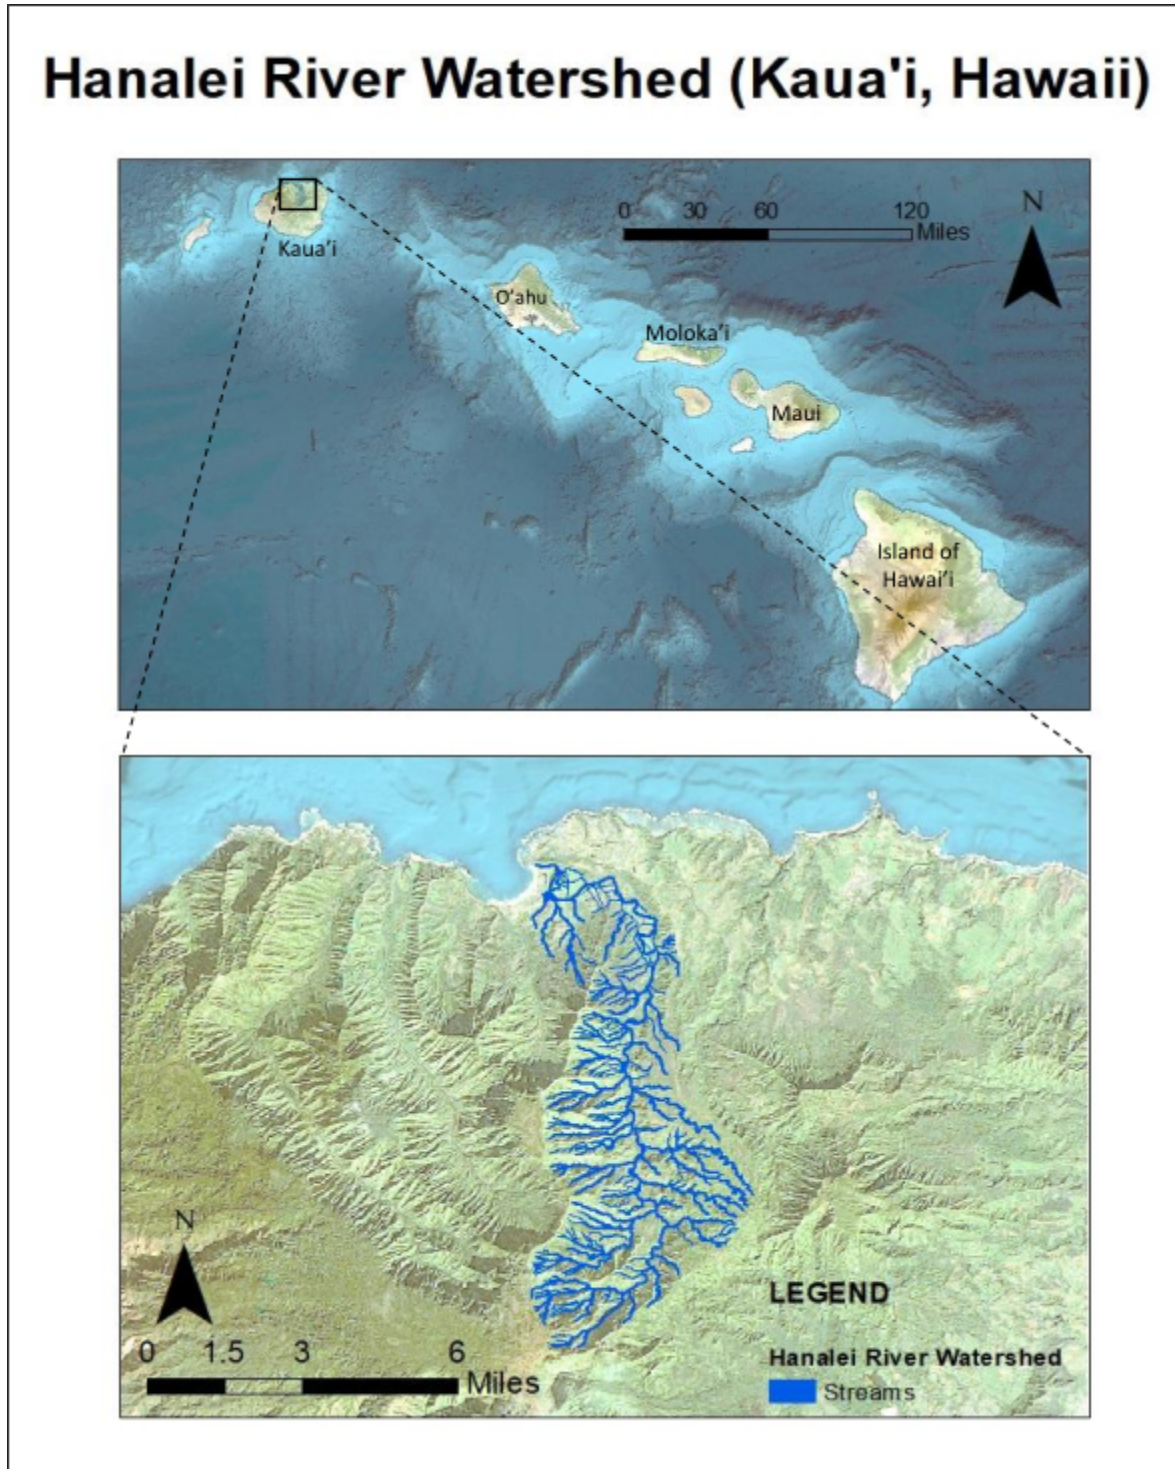 Hanalei River Watershed (Kaua'i, Hawaii)
0 30 60 120
Miles
N
Kaua'i
O'ahu
Moloka'i
Maui
Island of
Hawai'i
N
0 1.5 3 6
Miles
LEGEND
Hanalei River Watershed
Streams